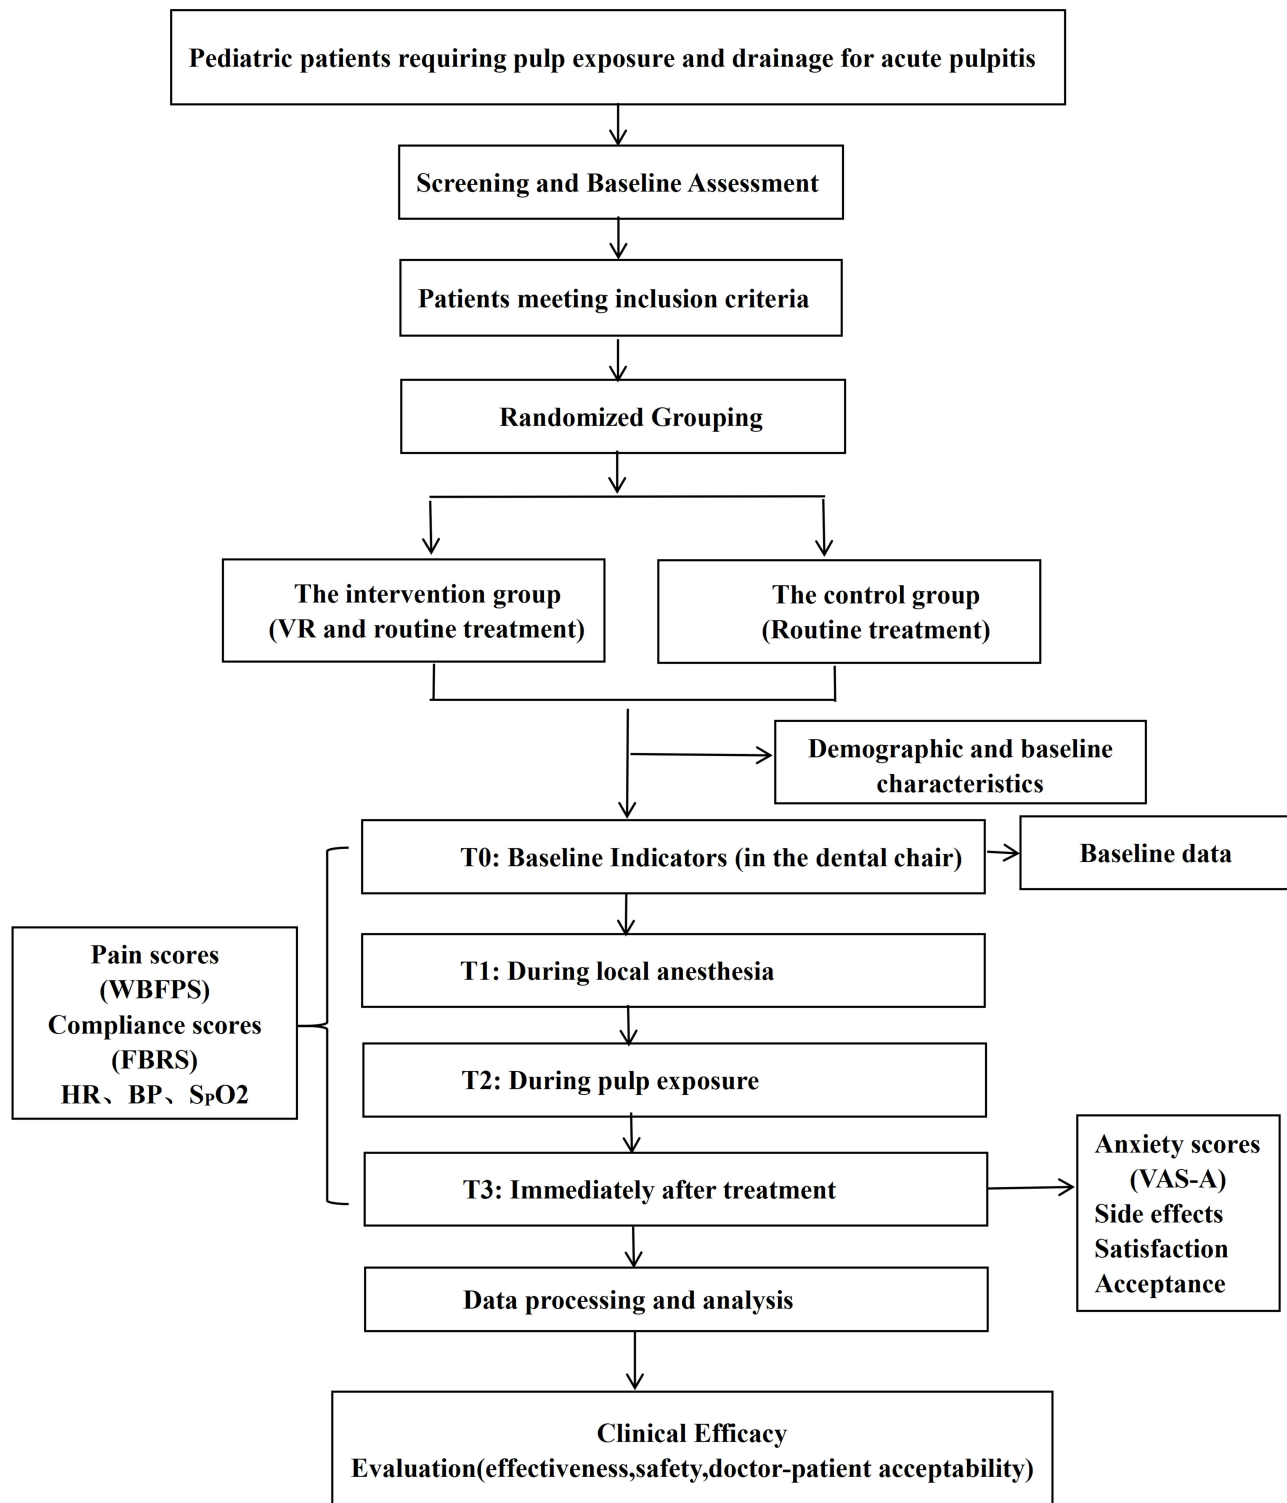 Pediatric patients requiring pulp exposure and drainage for acute pulpitis
Screening and Baseline Assessment
Patients meeting inclusion criteria
Randomized Grouping
The intervention group
(VR and routine treatment)
The control group
(Routine treatment)
Demographic and baseline
characteristics
T0: Baseline Indicators (in the dental chair)
Baseline data
Pain scores
(WBFPS)
Compliance scores
(FBRS)
HR、BP、SPO2
T1: During local anesthesia
T2: During pulp exposure
T3: Immediately after treatment
Anxiety scores
(VAS-A)
Side effects
Satisfaction
Acceptance
Data processing and analysis
Clinical Efficacy
Evaluation(effectiveness,safety,doctor-patient acceptability)